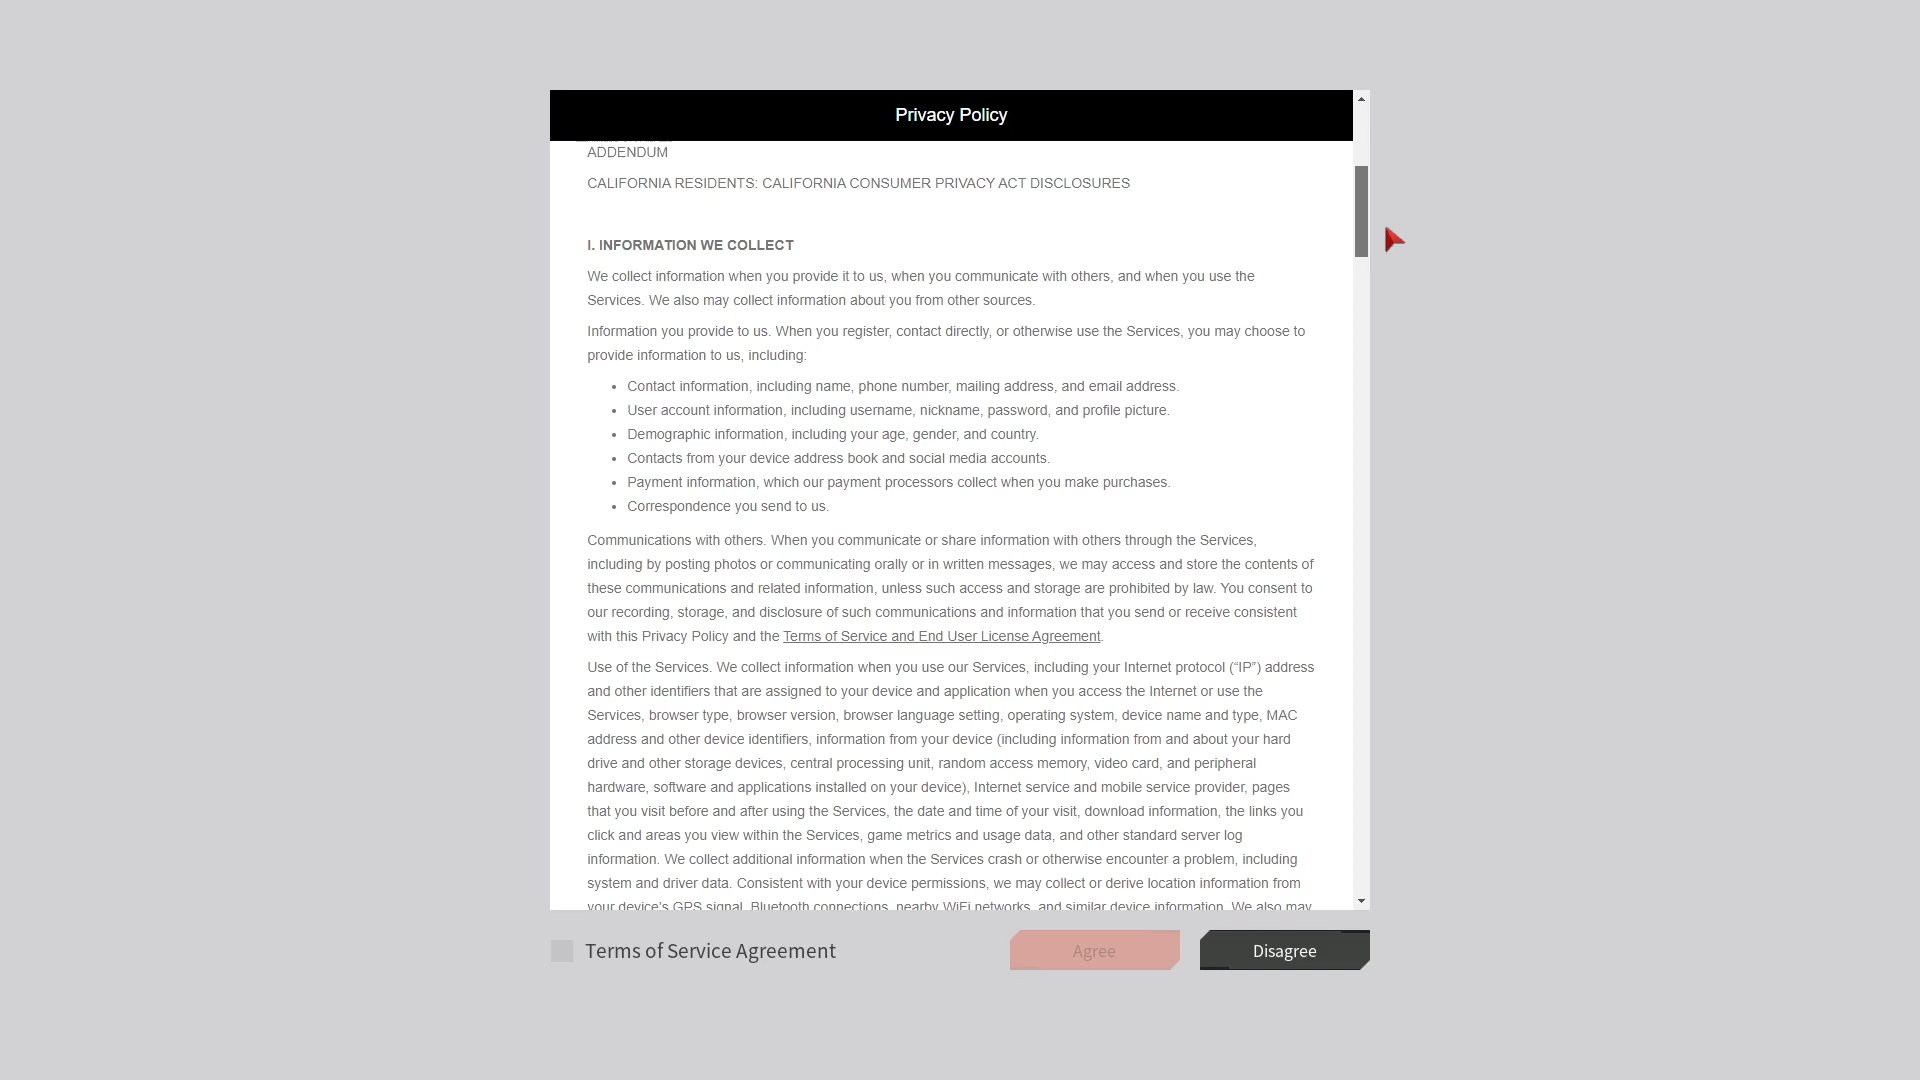 Privacy Policy
ADDENDUM
CALIFORNIA RESIDENTS: CALIFORNIA CONSUMER PRIVACY ACT DISCLOSURES
I. INFORMATION WE COLLECT
We collect information when you provide it to us, when you communicate with others, and when you use the
Services. We also may collect information about you from other sources.
Information you provide to us. When you register, contact directly, or otherwise use the Services, you may choose to
provide information to us, including:
• Contact information, including name, phone number, mailing address, and email address.
• User account information, including username, nickname, password, and profile picture.
• Demographic information, including your age, gender, and country.
• Contacts from your device address book and social media accounts.
• Payment information, which our payment processors collect when you make purchases.
• Correspondence you send to us.
Communications with others. When you communicate or share information with others through the Services,
including by posting photos or communicating orally or in written messages, we may access and store the contents of
these communications and related information, unless such access and storage are prohibited by law. You consent to
our recording, storage, and disclosure of such communications and information that you send or receive consistent
with this Privacy Policy and the Terms of Service and End User License Agreement.
Use of the Services. We collect information when you use our Services, including your Internet protocol (“IP”) address
and other identifiers that are assigned to your device and application when you access the Internet or use the
Services, browser type, browser version, browser language setting, operating system, device name and type, MAC
address and other device identifiers, information from your device (including information from and about your hard
drive and other storage devices, central processing unit, random access memory, video card, and peripheral
hardware, software and applications installed on your device), Internet service and mobile service provider, pages
that you visit before and after using the Services, the date and time of your visit, download information, the links you
click and areas you view within the Services, game metrics and usage data, and other standard server log
information. We collect additional information when the Services crash or otherwise encounter a problem, including
system and driver data. Consistent with your device permissions, we may collect or derive location information from
your device’s GPS signal, Bluetooth connections, nearby WiFi networks, and similar device information. We also may
Terms of Service Agreement
Agree
Disagree